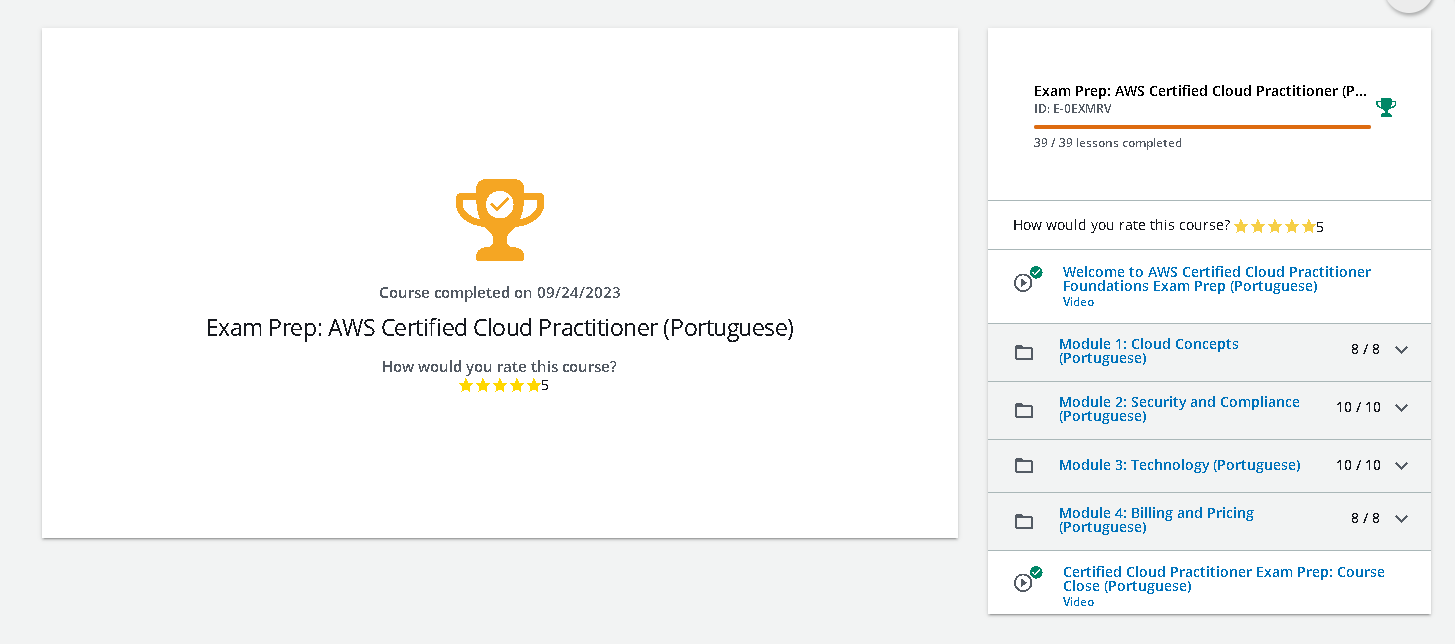 Course completed on 09/24/2023
Exam Prep: AWS Certified Cloud Practitioner (Portuguese)
How would you rate this course?
5
Exam Prep: AWS Certified Cloud Practitioner (P...
ID: E-0EXMRV
39 / 39 lessons completed
How would you rate this course? 5
Welcome to AWS Certified Cloud Practitioner
Foundations Exam Prep (Portuguese)
Video
Module 1: Cloud Concepts
(Portuguese)
8 / 8
Module 2: Security and Compliance
(Portuguese)
10 / 10
Module 3: Technology (Portuguese)
10 / 10
Module 4: Billing and Pricing
(Portuguese)
8 / 8
Certified Cloud Practitioner Exam Prep: Course
Close (Portuguese)
Video